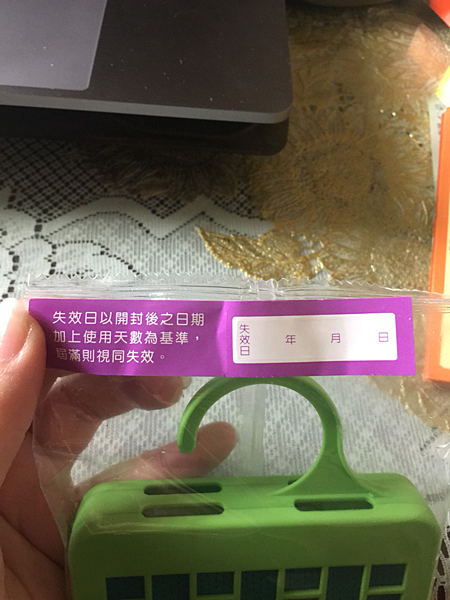 失效日以開封後之日期
加上使用天數為基準，
屆滿則視同失效。
失效日
年 月 日